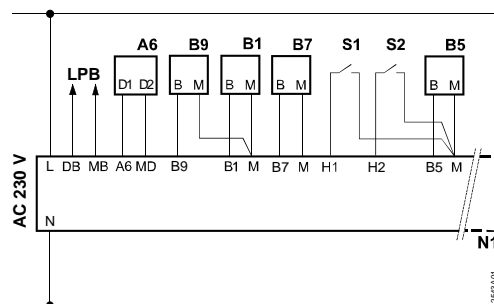 A6 B9 B1 B7 S1 S2 B5
LPB
D1 D2 B M B M B M B M
AC 230 V
L DB MB A6 MD B9 B1 M B7 M H1 H2 B5 M
N
N1